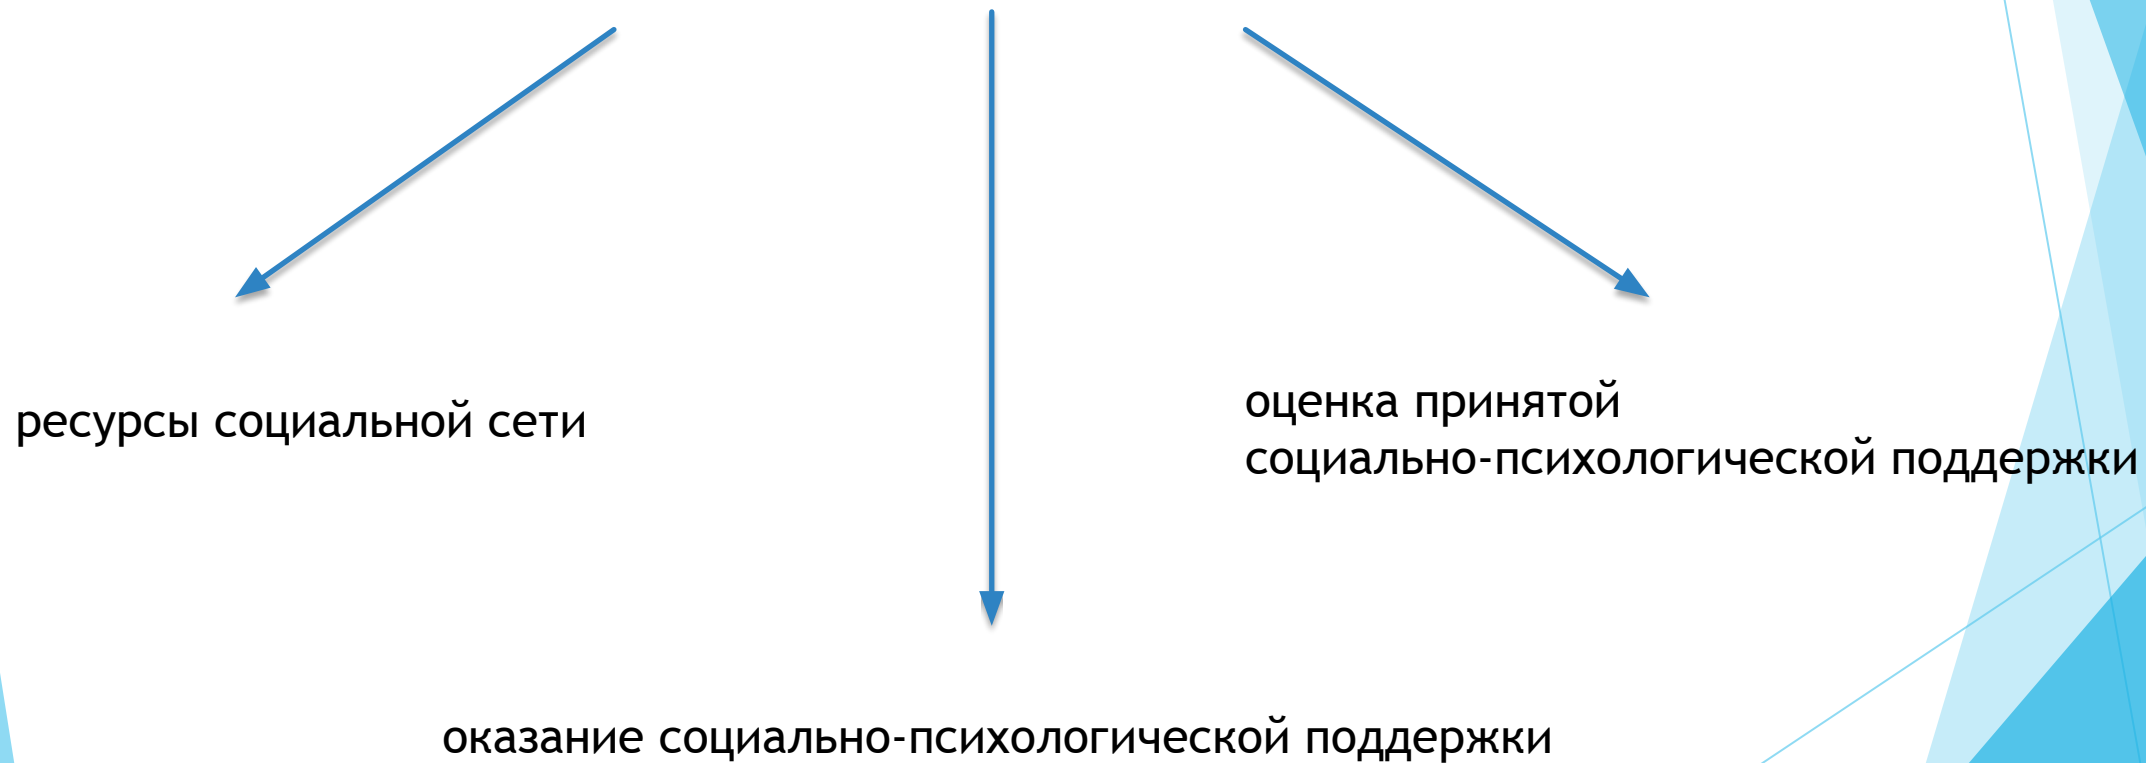 ресурсы социальной сети
оценка принятой
социально-психологической поддержки
оказание социально-психологической поддержки